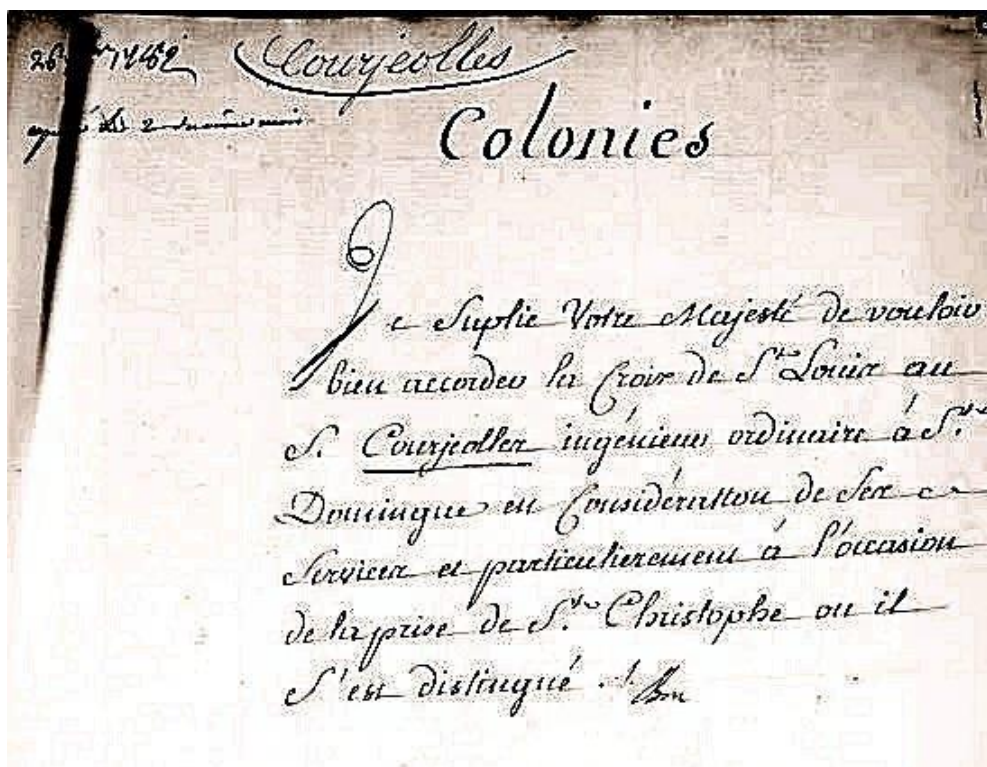 Courjeolles
Colonies
Je Suplie Votre Majesté de vouloir
bien accorder la Croix de St. Louis au
S. Courjolles ingénieur ordinaire à St.
Domingue en Considération de Ses
Services et particulierement à l'occasion
de la prise de St. Christophe ou il
S'est distingué